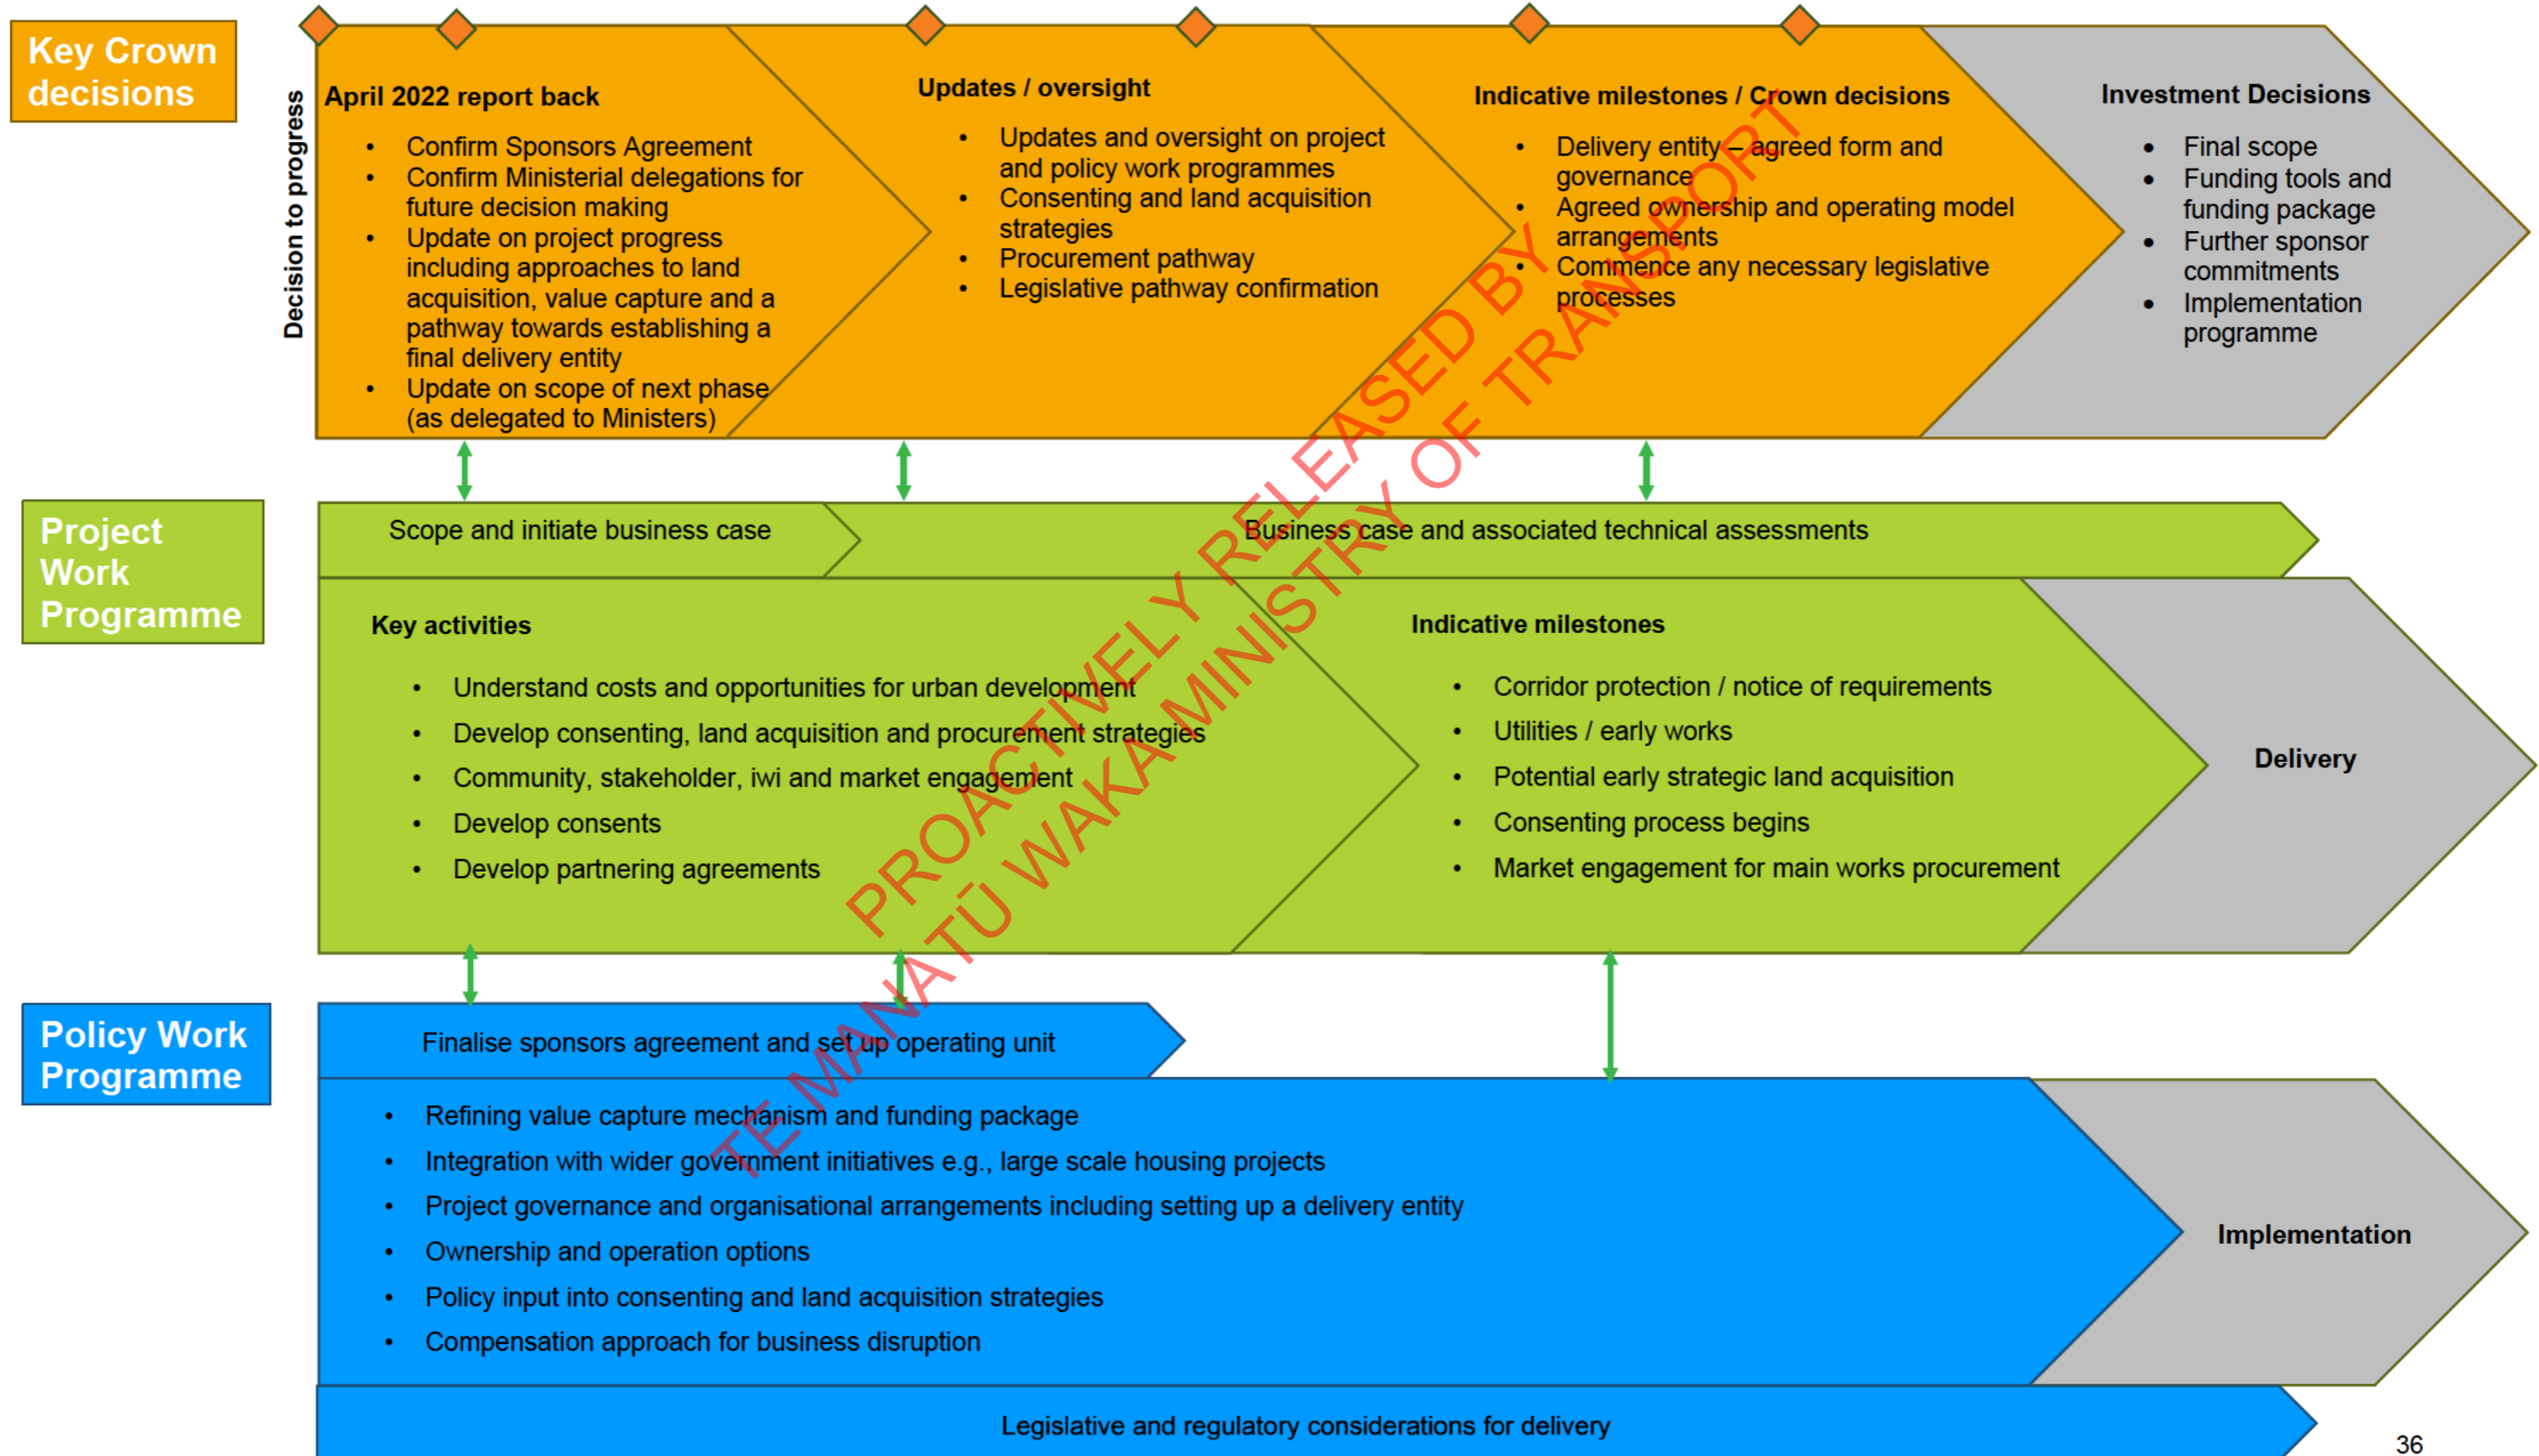 Key Crown
decisions
Decision to progress
April 2022 report back
• Confirm Sponsors Agreement
• Confirm Ministerial delegations for
future decision making
• Update on project progress
including approaches to land
acquisition, value capture and a
pathway towards establishing a
final delivery entity
• Update on scope of next phase
(as delegated to Ministers)
Updates / oversight
• Updates and oversight on project
and policy work programmes
• Consenting and land acquisition
strategies
• Procurement pathway
• Legislative pathway confirmation
Indicative milestones / Crown decisions
• Delivery entity – agreed form and
governance
• Agreed ownership and operating model
arrangements
• Commence any necessary legislative
processes
Investment Decisions
• Final scope
• Funding tools and
funding package
• Further sponsor
commitments
• Implementation
programme
Project
Work
Programme
Scope and initiate business case
Business case and associated technical assessments
Key activities
• Understand costs and opportunities for urban development
• Develop consenting, land acquisition and procurement strategies
• Community, stakeholder, iwi and market engagement
• Develop consents
• Develop partnering agreements
Indicative milestones
• Corridor protection / notice of requirements
• Utilities / early works
• Potential early strategic land acquisition
• Consenting process begins
• Market engagement for main works procurement
Delivery
Policy Work
Programme
Finalise sponsors agreement and set up operating unit
• Refining value capture mechanism and funding package
• Integration with wider government initiatives e.g., large scale housing projects
• Project governance and organisational arrangements including setting up a delivery entity
• Ownership and operation options
• Policy input into consenting and land acquisition strategies
• Compensation approach for business disruption
Implementation
Legislative and regulatory considerations for delivery
36
PROACTIVELY RELEASED BY
TE MANATŪ WAKA MINISTRY OF TRANSPORT